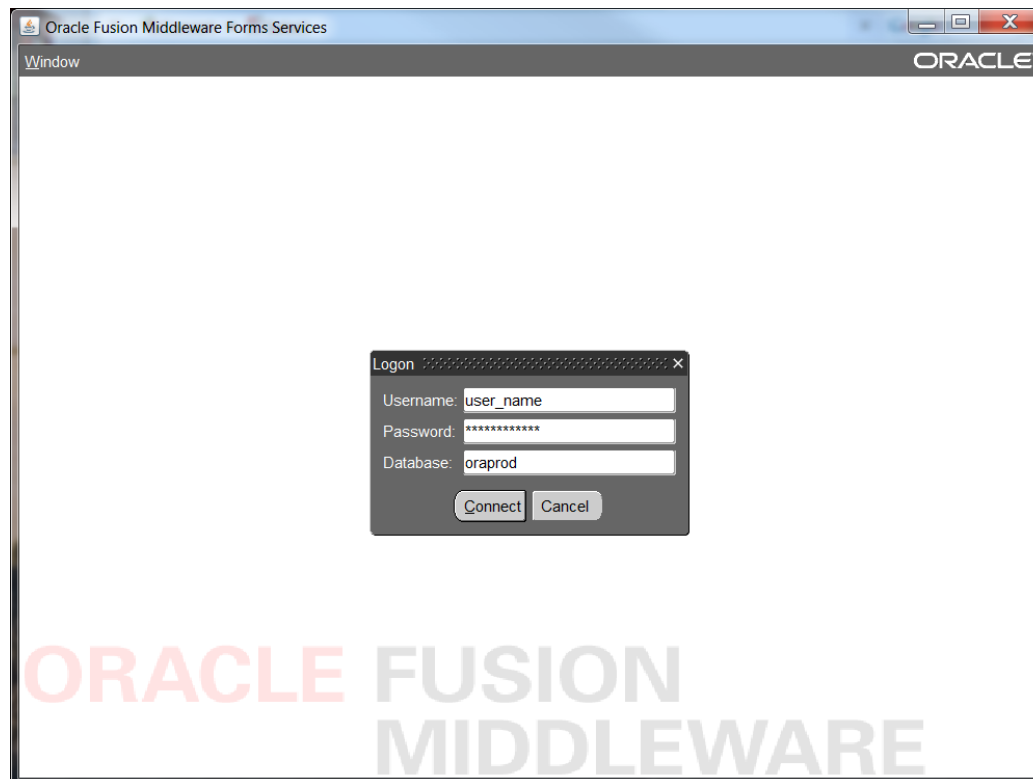 Oracle Fusion Middleware Forms Services
Window
ORACLE
Logon
Username: user_name
Password: ************
Database: oraprod
Connect Cancel
ORACLE FUSION
MIDDLEWARE